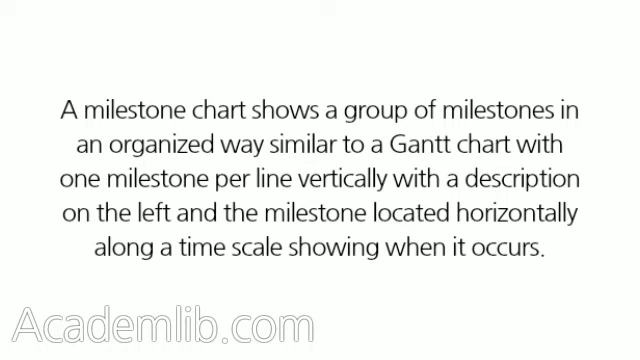 A milestone chart shows a group of milestones in
an organized way similar to a Gantt chart with
one milestone per line vertically with a description
on the left and the milestone located horizontally
along a time scale showing when it occurs.
Academlib.com